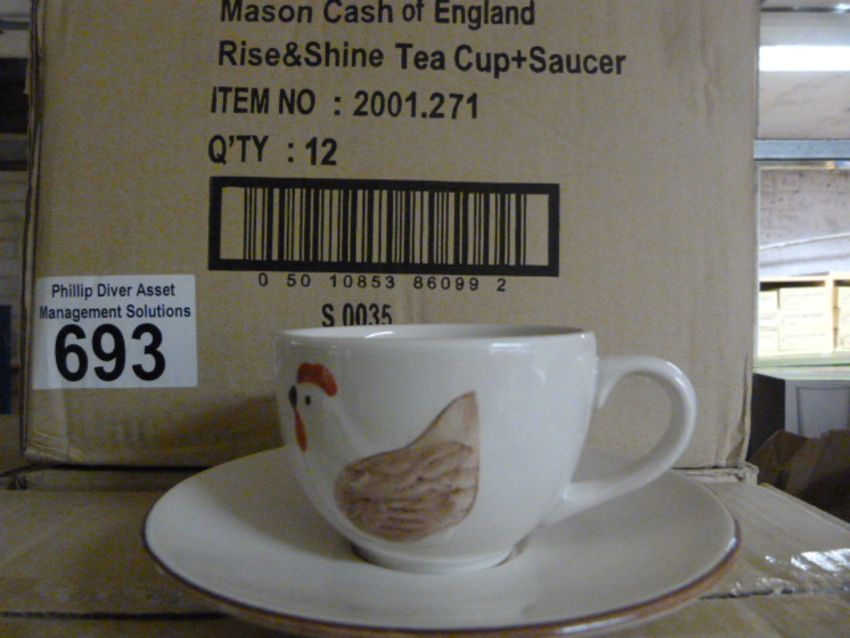 Mason Cash of England
Rise&Shine Tea Cup+Saucer
ITEM NO : 2001.271
Q'TY : 12
0 50 10853 86099 2
S 0035
Phillip Diver Asset
Management Solutions
693